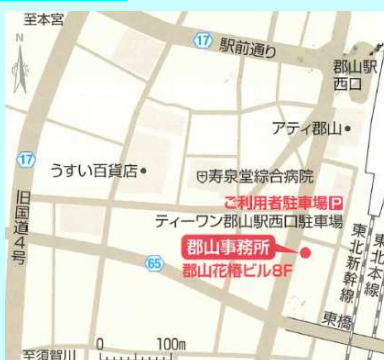 至本宮
N
17
駅前通り
郡山駅
西口
アティ郡山
17
うすい百貨店
寿泉堂綜合病院
ご利用者駐車場P
ティーワン郡山駅西口駐車場
旧国道4号
郡山事務所
郡山花椿ビル8F
65
東北新幹線
東北本線
東橋
0 100m
至須賀川